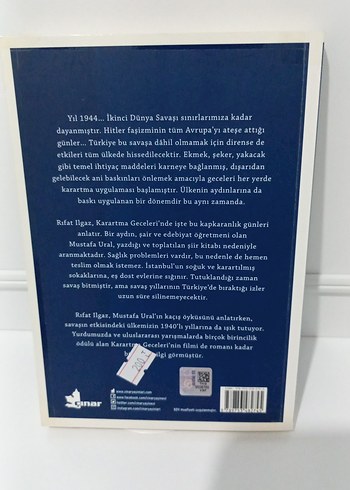 Yıl 1944... İkinci Dünya Savaşı sınırlarımıza kadar
dayanmıştır. Hitler faşizminin tüm Avrupa'yı ateşe attığı
günler... Türkiye bu savaşa dâhil olmamak için dirense de
etkileri tüm ülkede hissedilecektir. Ekmek, şeker, yakacak
gibi temel ihtiyaç maddeleri karneye bağlanmış, dışarıdan
gelebilecek ani baskınları önlemek amacıyla geceleri her yerde
karartma uygulaması başlamıştır. Ülkenin aydınlarına da
baskı uygulanan bir dönemdir bu aynı zamanda.
Rıfat Ilgaz, Karartma Geceleri'nde işte bu kapkaranlık günleri
anlatır. Bir aydın, şair ve edebiyat öğretmeni olan
Mustafa Ural, yazdığı ve toplatılan şiir kitabı nedeniyle
aranmaktadır. Sağlık problemleri vardır, bu nedenle de hemen
teslim olmak istemez. İstanbul'un soğuk ve karartılmış
sokaklarına, eş dost evlerine sığınır. Tutuklandığı zaman
savaş bitmiştir, ama savaş yıllarının Türkiye'de bıraktığı izler
uzun süre silinemeyecektir.
Rıfat Ilgaz, Mustafa Ural'ın kaçış öyküsünü anlatırken,
savaşın etkisindeki ülkemizin 1940'lı yıllarına da ışık tutuyor.
Yurdumuzda ve uluslararası yarışmalarda birçok birincilik
ödülü alan Karartma Geceleri'nin filmi de romanı kadar
ilgi görmüştür.
çınar